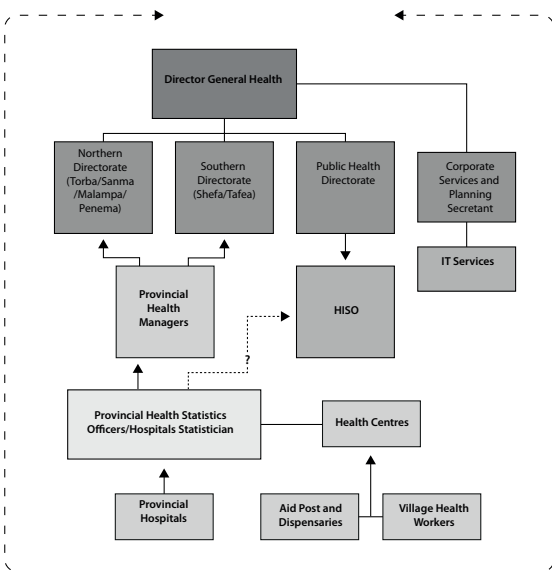 Director General Health
Northern
Directorate
(Torba/Sanma
/Malampa/
Penema)
Southern
Directorate
(Shefa/Tafea)
Public Health
Directorate
Corporate
Services and
Planning
Secretant
IT Services
Provincial
Health
Managers
HISO
?
Provincial Health Statistics
Officers/Hospitals Statistician
Health Centres
Provincial
Hospitals
Aid Post and
Dispensaries
Village Health
Workers